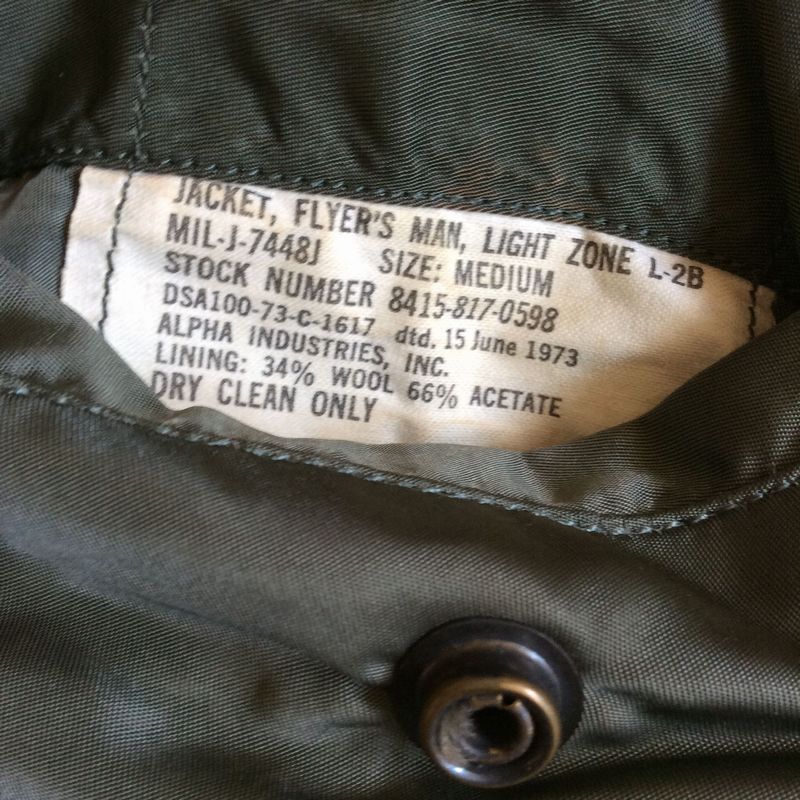 JACKET, FLYER'S MAN, LIGHT ZONE L-2B
MIL-J-7448J SIZE: MEDIUM
STOCK NUMBER 8415-817-0598
DSA100-73-C-1617 dtd. 15 June 1973
ALPHA INDUSTRIES, INC.
LINING: 34% WOOL 66% ACETATE
DRY CLEAN ONLY